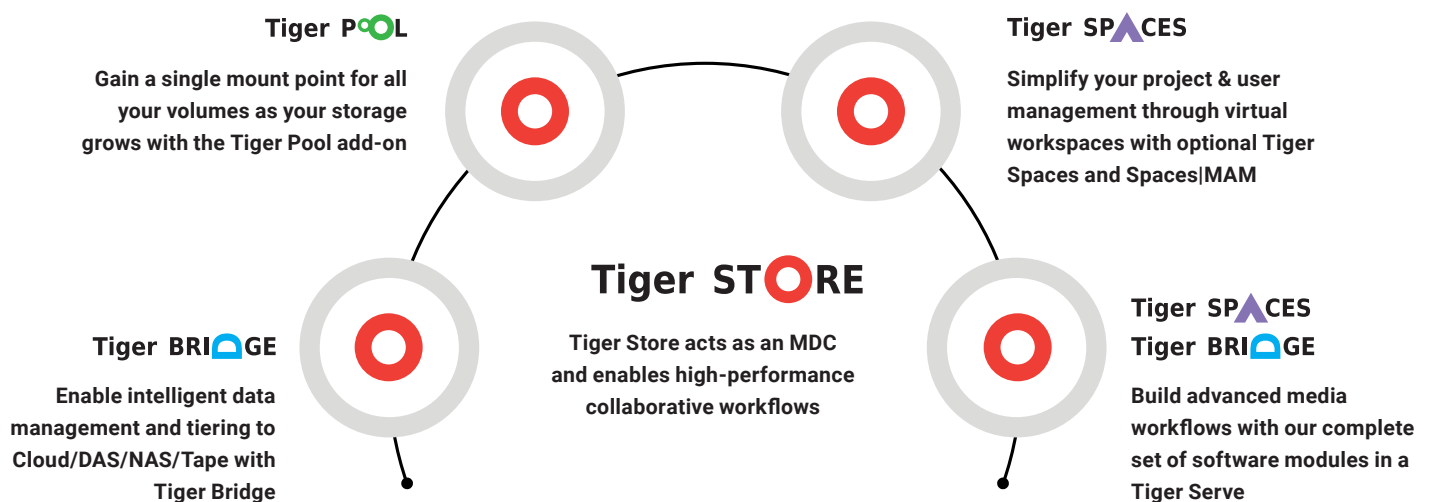 Tiger POOL
Gain a single mount point for all
your volumes as your storage
grows with the Tiger Pool add-on
Tiger SPACES
Simplify your project & user
management through virtual
workspaces with optional Tiger
Spaces and Spaces|MAM
Tiger STORE
Tiger Store acts as an MDC
and enables high-performance
collaborative workflows
Tiger BRIDGE
Enable intelligent data
management and tiering to
Cloud/DAS/NAS/Tape with
Tiger Bridge
Tiger SPACES
Tiger BRIDGE
Build advanced media
workflows with our complete
set of software modules in a
Tiger Serve